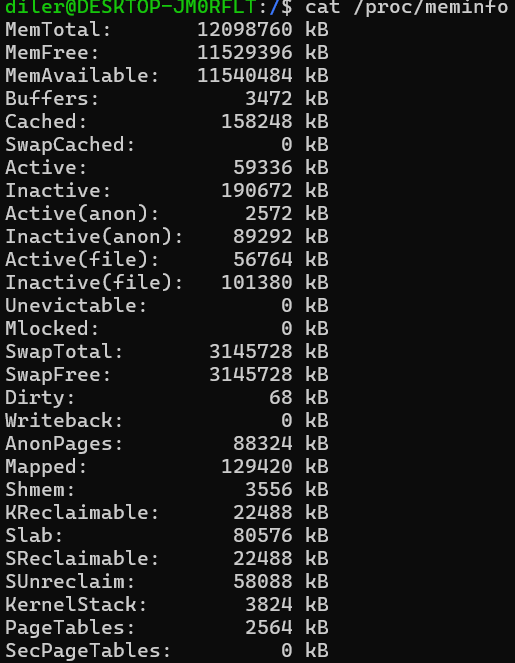 diler@DESKTOP-JM0RFLT:/$ cat /proc/meminfo
MemTotal:       12098760 kB
MemFree:        11529396 kB
MemAvailable:   11540484 kB
Buffers:            3472 kB
Cached:           158248 kB
SwapCached:            0 kB
Active:            59336 kB
Inactive:         190672 kB
Active(anon):       2572 kB
Inactive(anon):    89292 kB
Active(file):      56764 kB
Inactive(file):   101380 kB
Unevictable:           0 kB
Mlocked:               0 kB
SwapTotal:       3145728 kB
SwapFree:        3145728 kB
Dirty:                68 kB
Writeback:             0 kB
AnonPages:         88324 kB
Mapped:           129420 kB
Shmem:              3556 kB
KReclaimable:      22488 kB
Slab:              80576 kB
SReclaimable:      22488 kB
SUnreclaim:        58088 kB
KernelStack:        3824 kB
PageTables:         2564 kB
SecPageTables:         0 kB